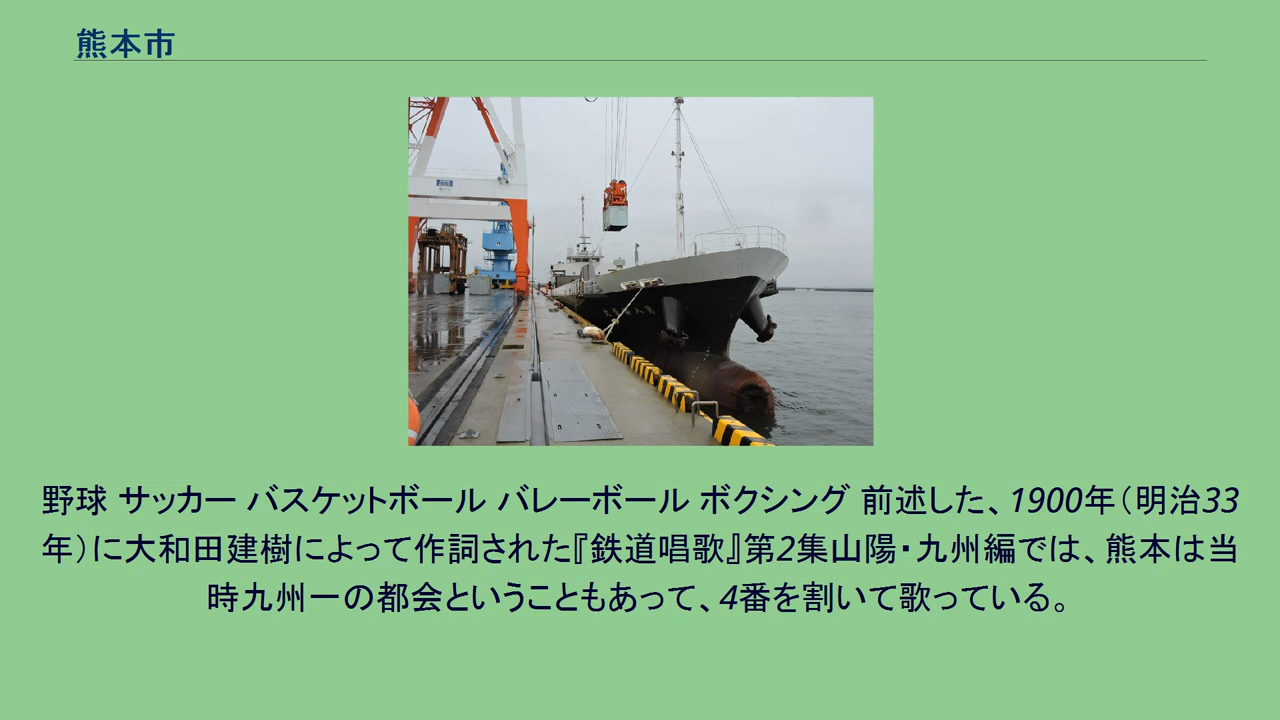 熊本市
野球 サッカー バスケットボール バレーボール ボクシング 前述した、1900年（明治33
年）に大和田建樹によって作詞された『鉄道唱歌』第2集山陽・九州編では、熊本は当
時九州一の都会ということもあって、4番を割いて歌っている。